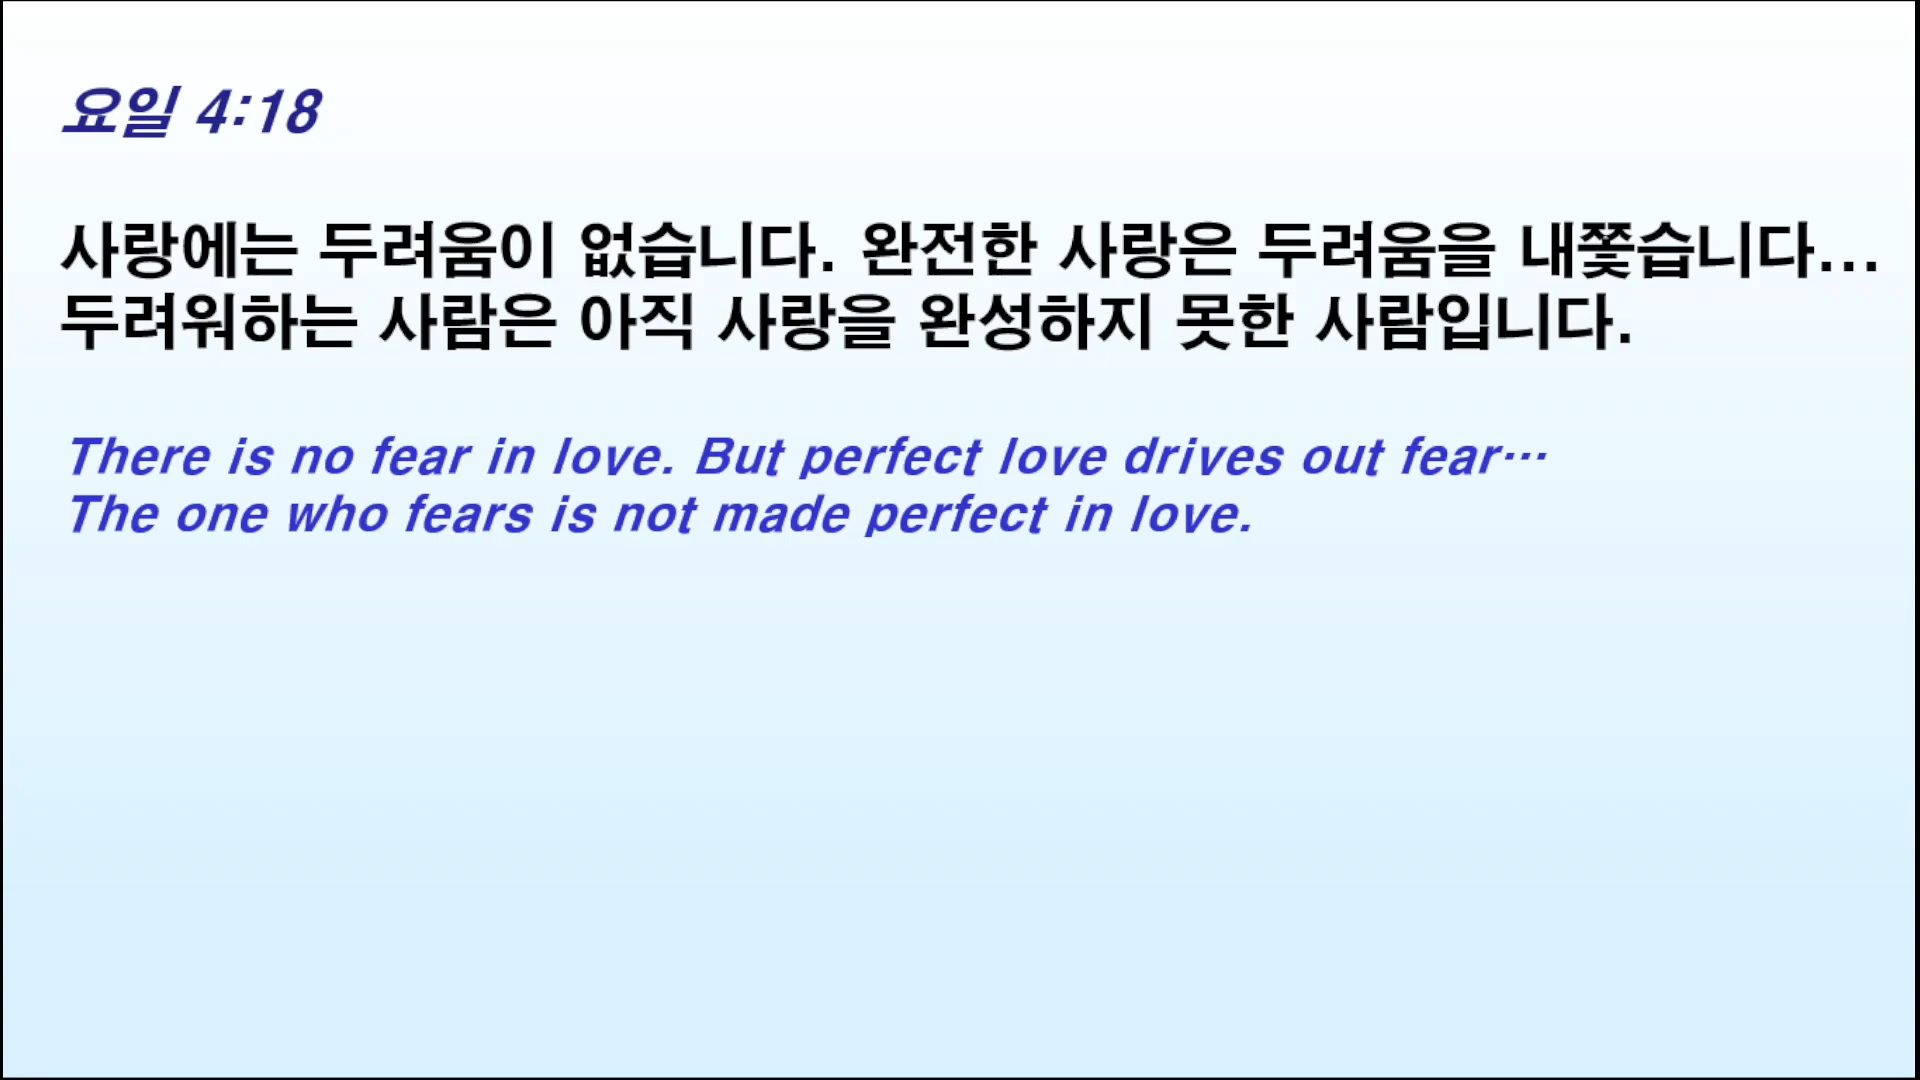 요일 4:18
사랑에는 두려움이 없습니다. 완전한 사랑은 두려움을 내쫓습니다...
두려워하는 사람은 아직 사랑을 완성하지 못한 사람입니다.
There is no fear in love. But perfect love drives out fear…
The one who fears is not made perfect in love.